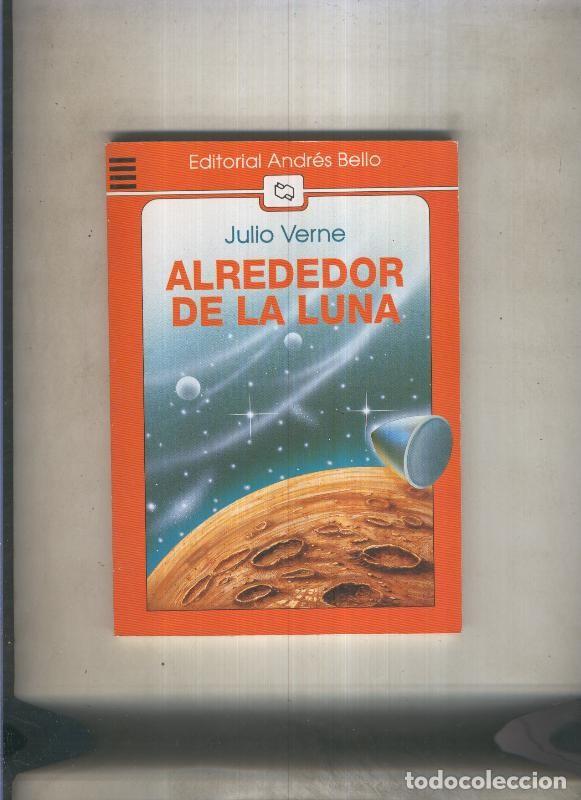 Editorial Andrés Bello
Julio Verne
ALREDEDOR
DE LA LUNA
todocoleccion